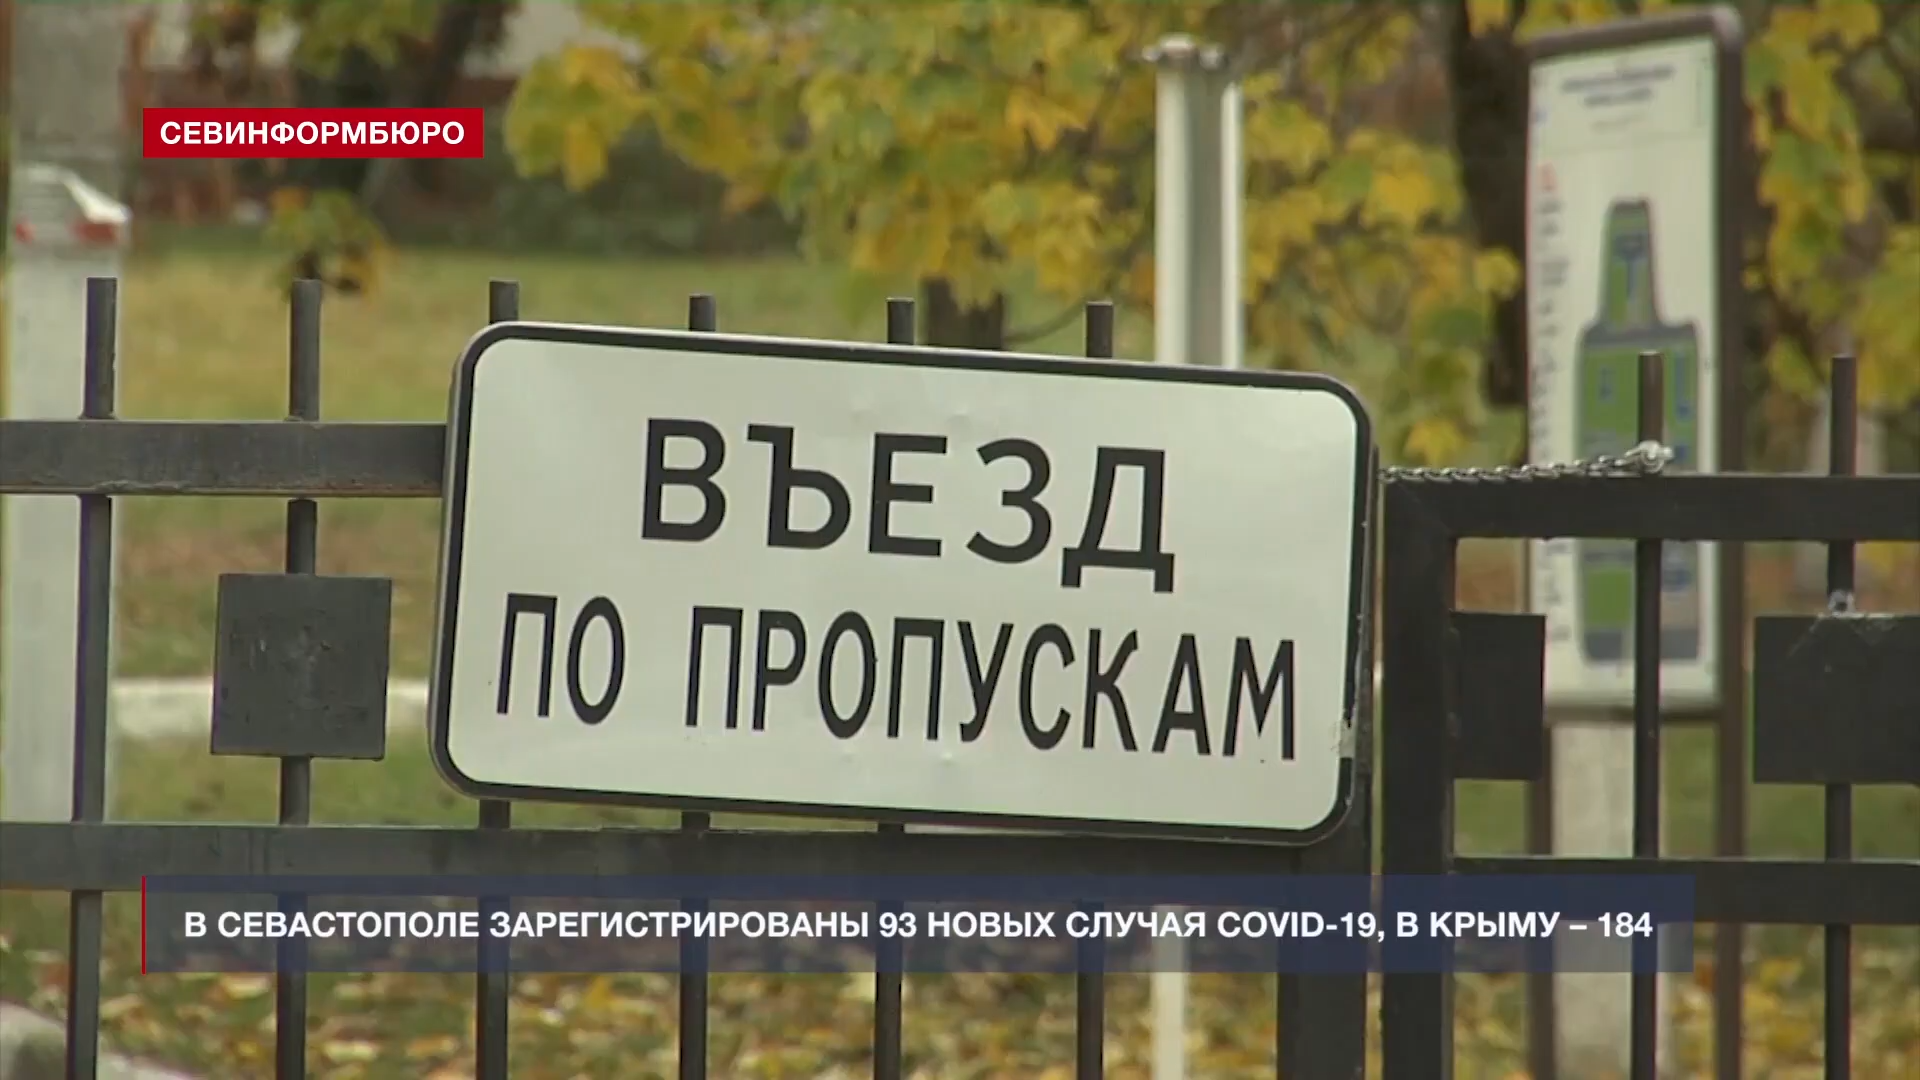 СЕВИНФОРМБЮРО
ВЪЕЗД
ПО ПРОПУСКАМ
В СЕВАСТОПОЛЕ ЗАРЕГИСТРИРОВАНЫ 93 НОВЫХ СЛУЧАЯ COVID-19, В КРЫМУ – 184